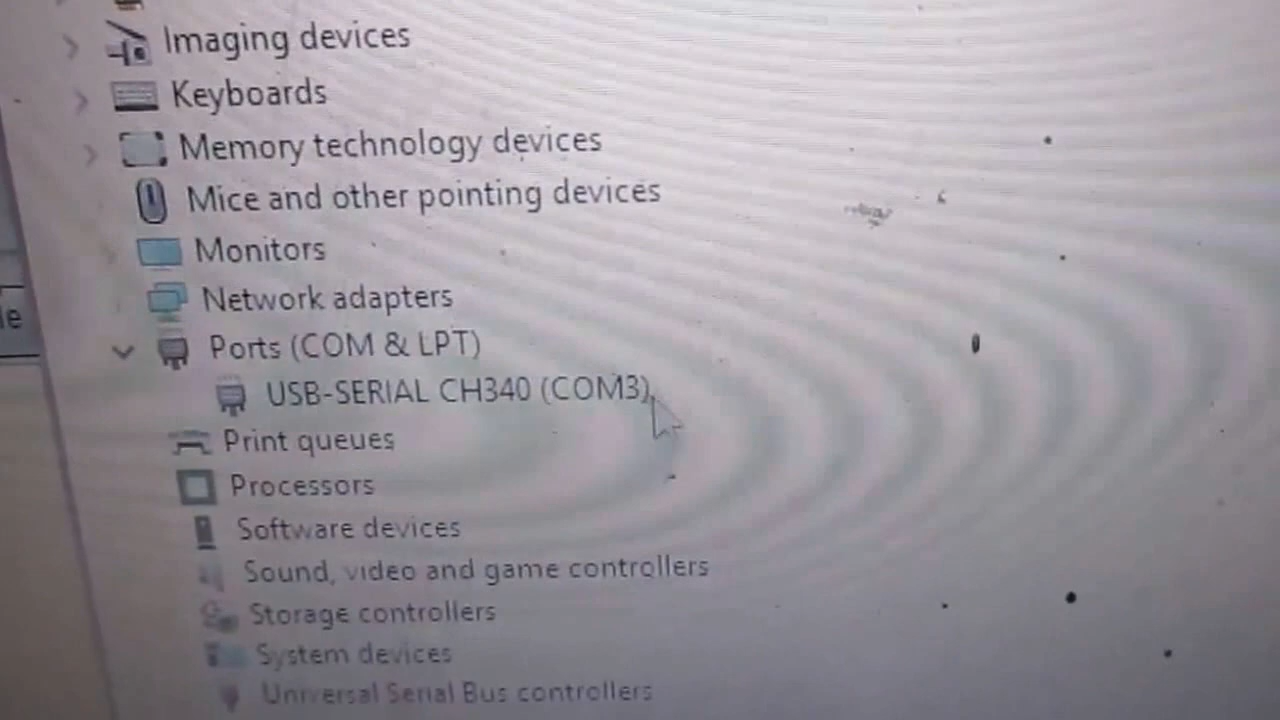 Imaging devices
Keyboards
Memory technology devices
Mice and other pointing devices
Monitors
Network adapters
le
Ports (COM & LPT)
USB-SERIAL CH340 (COM3)
Print queues
Processors
Software devices
Sound, video and game controllers
Storage controllers
System devices
Universal Serial Bus controllers